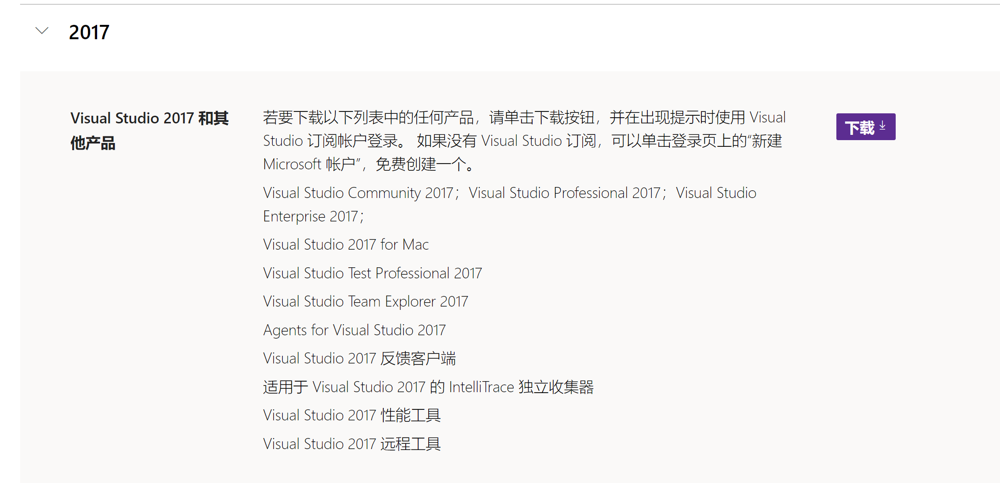 2017
Visual Studio 2017 和其
他产品
若要下载以下列表中的任何产品，请单击下载按钮，并在出现提示时使用 Visual
Studio 订阅帐户登录。 如果没有 Visual Studio 订阅，可以单击登录页上的“新建
Microsoft 帐户”，免费创建一个。
下载
Visual Studio Community 2017；Visual Studio Professional 2017；Visual Studio
Enterprise 2017；
Visual Studio 2017 for Mac
Visual Studio Test Professional 2017
Visual Studio Team Explorer 2017
Agents for Visual Studio 2017
Visual Studio 2017 反馈客户端
适用于 Visual Studio 2017 的 IntelliTrace 独立收集器
Visual Studio 2017 性能工具
Visual Studio 2017 远程工具